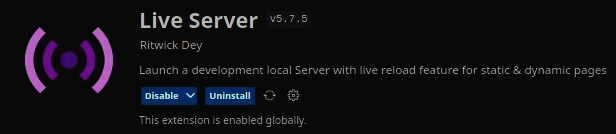 Live Server v5.7.5
Ritwick Dey
Launch a development local Server with live reload feature for static & dynamic pages
Disable Uninstall
This extension is enabled globally.